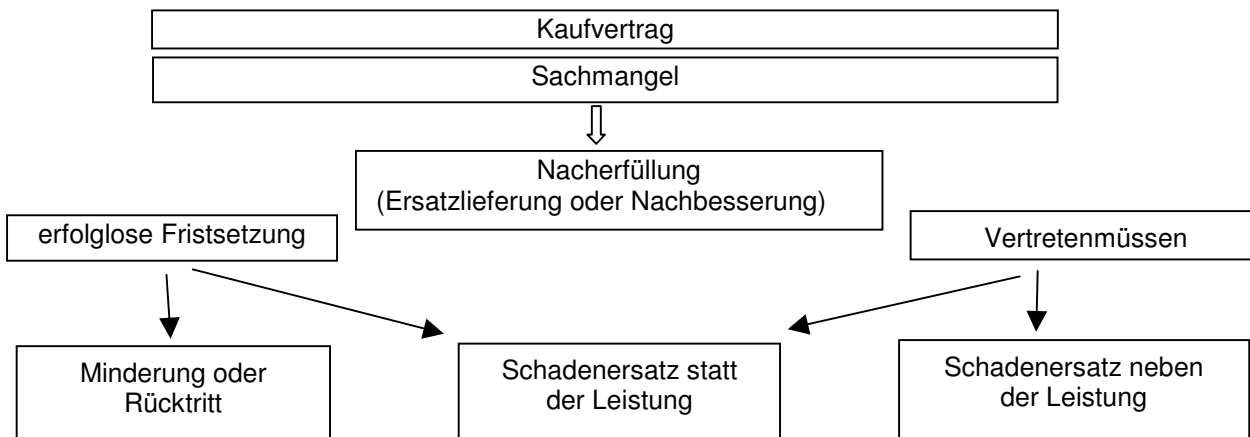 Kaufvertrag
Sachmangel
Nacherfüllung
(Ersatzlieferung oder Nachbesserung)
erfolglose Fristsetzung
Vertretenmüssen
Minderung oder
Rücktritt
Schadenersatz statt
der Leistung
Schadenersatz neben
der Leistung